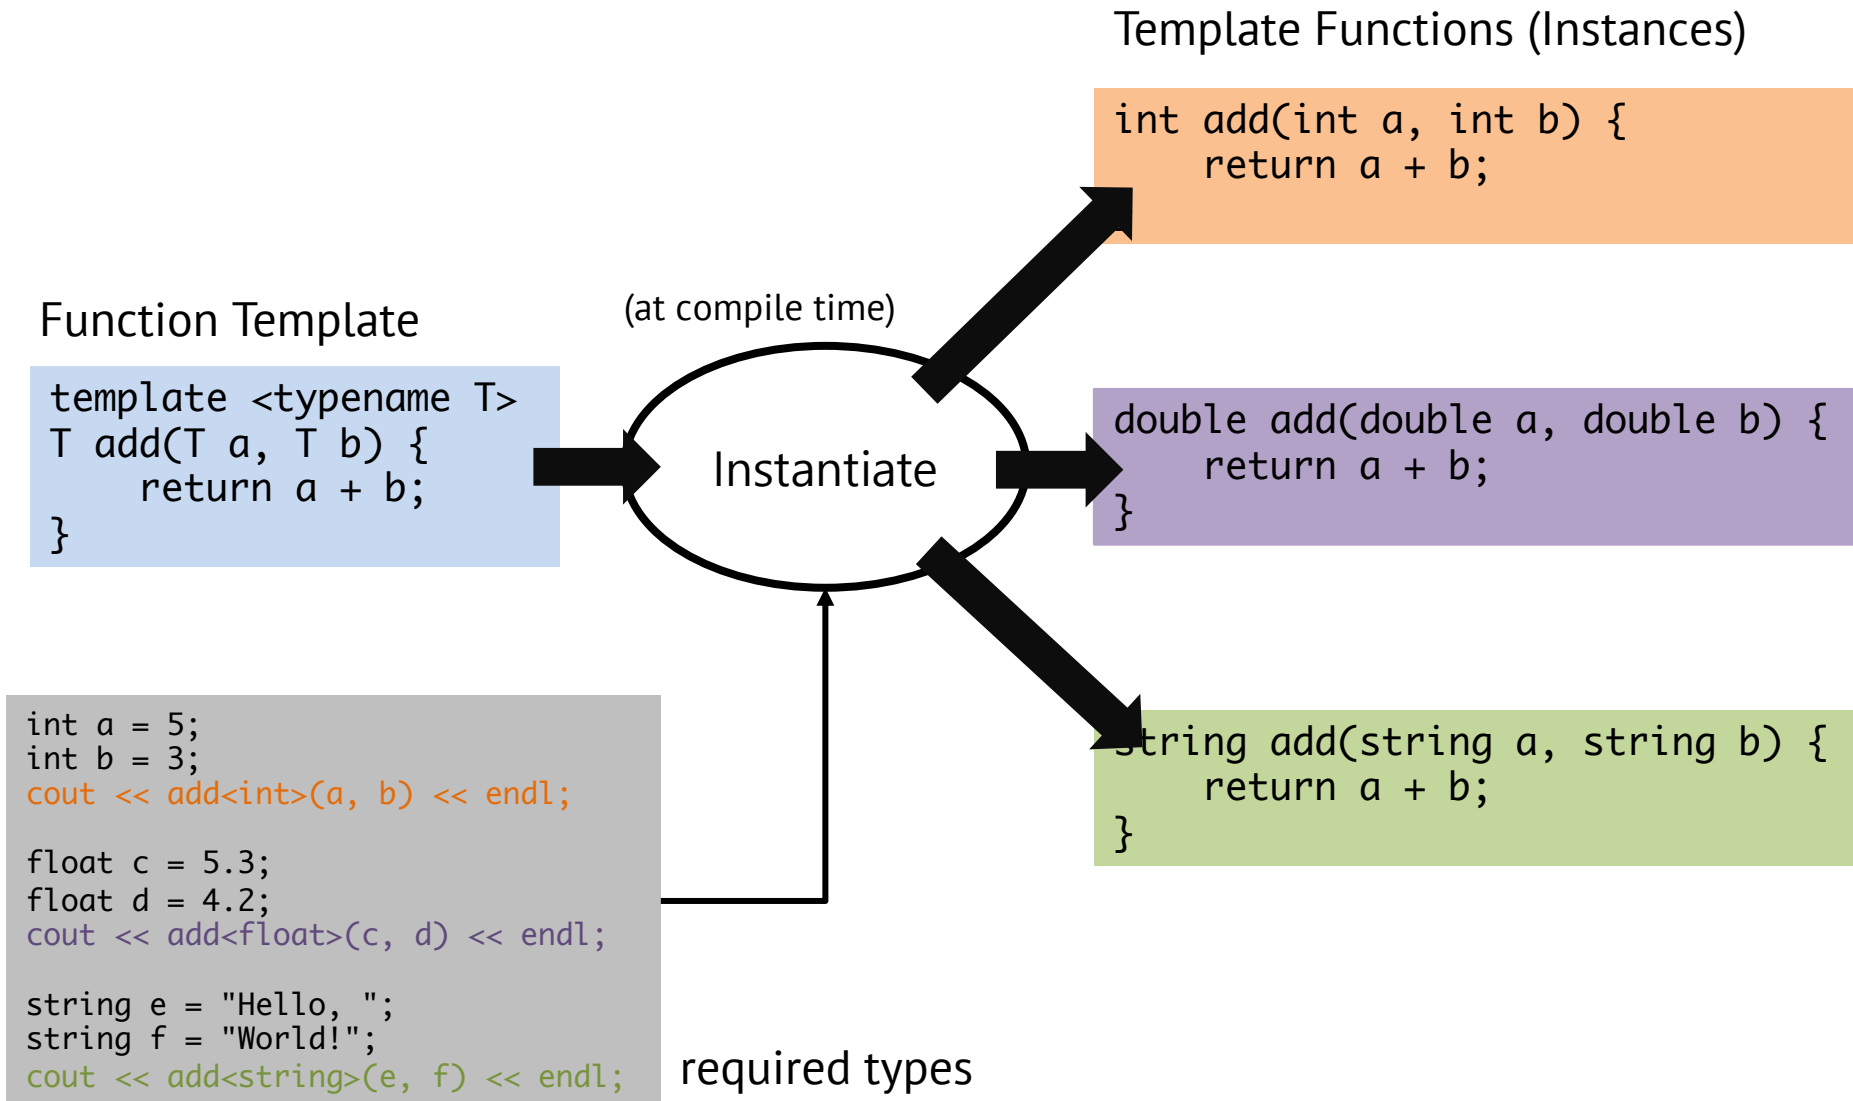 Template Functions (Instances)
int add(int a, int b) {
    return a + b;
(at compile time)
Function Template
template <typename T>
T add(T a, T b) {
    return a + b;
}
Instantiate
double add(double a, double b) {
    return a + b;
}
string add(string a, string b) {
    return a + b;
}
int a = 5;
int b = 3;
cout << add<int>(a, b) << endl;
float c = 5.3;
float d = 4.2;
cout << add<float>(c, d) << endl;
string e = "Hello, ";
string f = "World!";
cout << add<string>(e, f) << endl;
required types